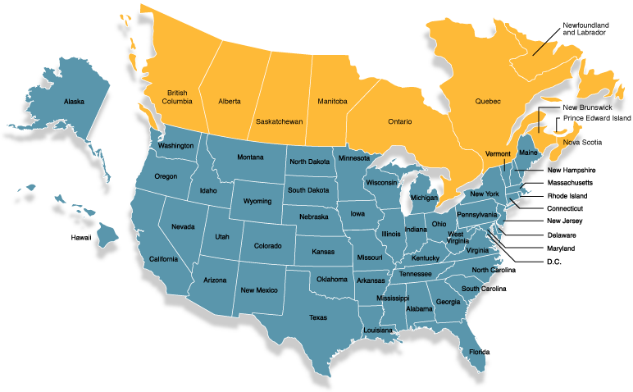 Newfoundland
and Labrador
British
Columbia
Alberta
Saskatchewan
Manitoba
Ontario
Quebec
New Brunswick
Prince Edward Island
Nova Scotia
Alaska
Hawaii
Washington
Oregon
Idaho
Montana
North Dakota
South Dakota
Minnesota
Wisconsin
Michigan
Vermont
Maine
New Hampshire
Massachusetts
Rhode Island
Connecticut
New Jersey
Delaware
Maryland
D.C.
New York
Pennsylvania
Wyoming
Nebraska
Iowa
Illinois
Indiana
Ohio
West
Virginia
Virginia
Nevada
Utah
Colorado
Kansas
Missouri
Kentucky
California
Arizona
New Mexico
Oklahoma
Arkansas
Tennessee
North Carolina
South Carolina
Texas
Louisiana
Mississippi
Alabama
Georgia
Florida